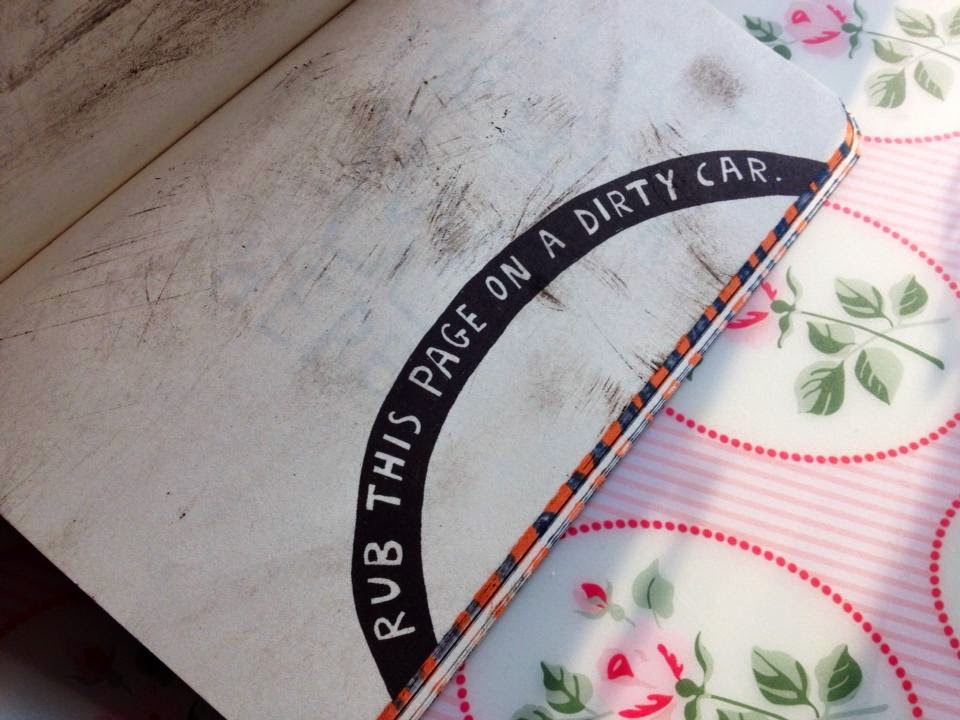 RUB THIS PAGE ON A DIRTY CAR.